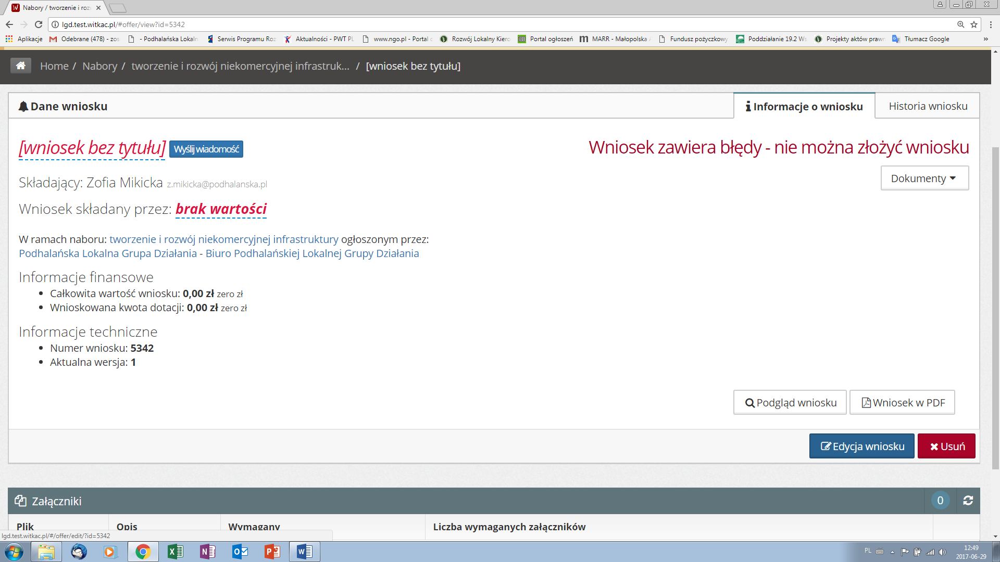 Nabory / tworzenie i roz
lgd.test.witkac.pl/#offer/view?id=5342
Aplikacje
Odebrane (478) - zos
- Podhalańska Lokaln
Serwis Programu Roz
Aktualności - PWT PL
www.ngo.pl - Portal o
Rozwój Lokalny Kiero
Portal ogłoszeń
MARR - Małopolska A
Fundusz pożyczkowy
Poddziałanie 19.2 Ws
Projekty aktów prawn
Tłumacz Google
»
Home / Nabory / tworzenie i rozwój niekomercyjnej infrastruk... / [wniosek bez tytułu]
Dane wniosku
Informacje o wniosku
Historia wniosku
[wniosek bez tytułu] Wyślij wiadomość
Wniosek zawiera błędy - nie można złożyć wniosku
Dokumenty
Składający: Zofia Mikicka z.mikicka@podhalanska.pl
Wniosek składany przez: brak wartości
W ramach naboru: tworzenie i rozwój niekomercyjnej infrastruktury ogłoszonym przez:
Podhalańska Lokalna Grupa Działania - Biuro Podhalańskiej Lokalnej Grupy Działania
Informacje finansowe
• Całkowita wartość wniosku: 0,00 zł zero zł
• Wnioskowana kwota dotacji: 0,00 zł zero zł
Informacje techniczne
• Numer wniosku: 5342
• Aktualna wersja: 1
Podgląd wniosku
Wniosek w PDF
Edycja wniosku
Usuń
Załączniki
0
Plik
Opis
Wymagany
Liczba wymaganych załączników
lgd.test.witkac.pl/#/offer/edit/?id=5342
PL
12:49
2017-06-29